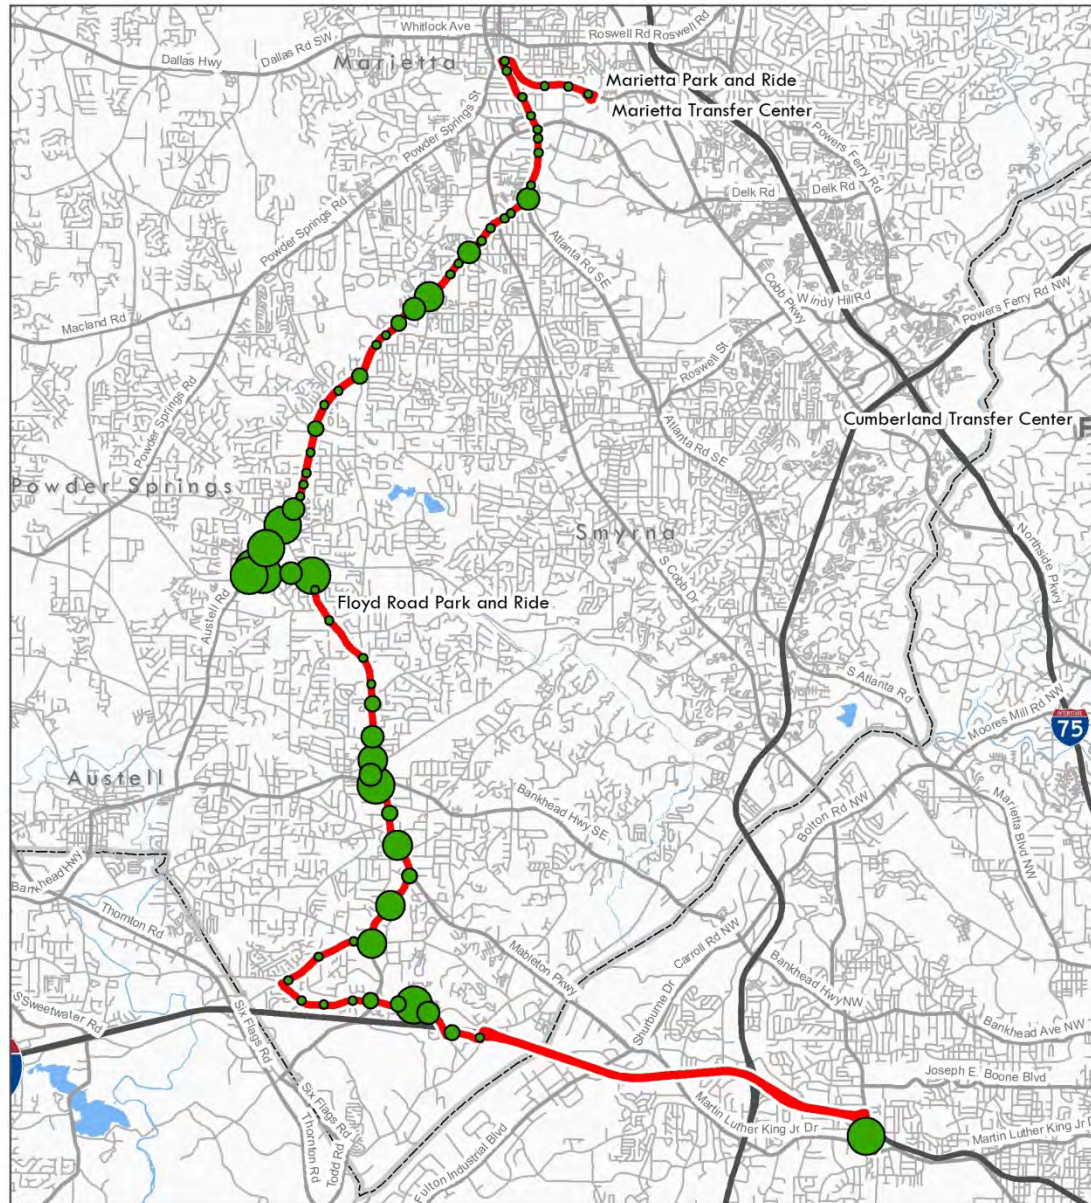 Whitlock Ave
Roswell Rd
Roswell Rd
Dallas Hwy
Dallas Rd SW
Marietta
Marietta Park and Ride
Marietta Transfer Center
Powder Springs St
Powers Ferry Rd
Delk Rd
Delk Rd
Powder Springs Rd
Atlanta Rd SE
E Cobb Pkwy
Windy Hill Rd
Powers Ferry Rd NW
Macland Rd
Roswell St
Powder Springs Rd
Cumberland Transfer Center
F
Atlanta Rd SE
Powder Springs
Smyrna
Northside Pkwy
S Cobb Dr
Austell Rd
Floyd Road Park and Ride
S Atlanta Rd
Moores Mill Rd NW
INTERSTATE
75
Austell
Bankhead Hwy SE
Bolton Rd NW
Marietta Blvd NW
Bankhead Hwy
Thornton Rd
Mableton Pkwy
Carroll Rd NW
Bankhead Hwy NW
S Sweetwater Rd
Six Flags Rd
Shurburne Dr
Bankhead Ave NW
Joseph E. Boone Blvd
Six Flags Rd
Martin Luther King Jr Dr
Martin Luther King Jr Dr
Thornton Rd
Todd Rd
Fulton Industrial Blvd